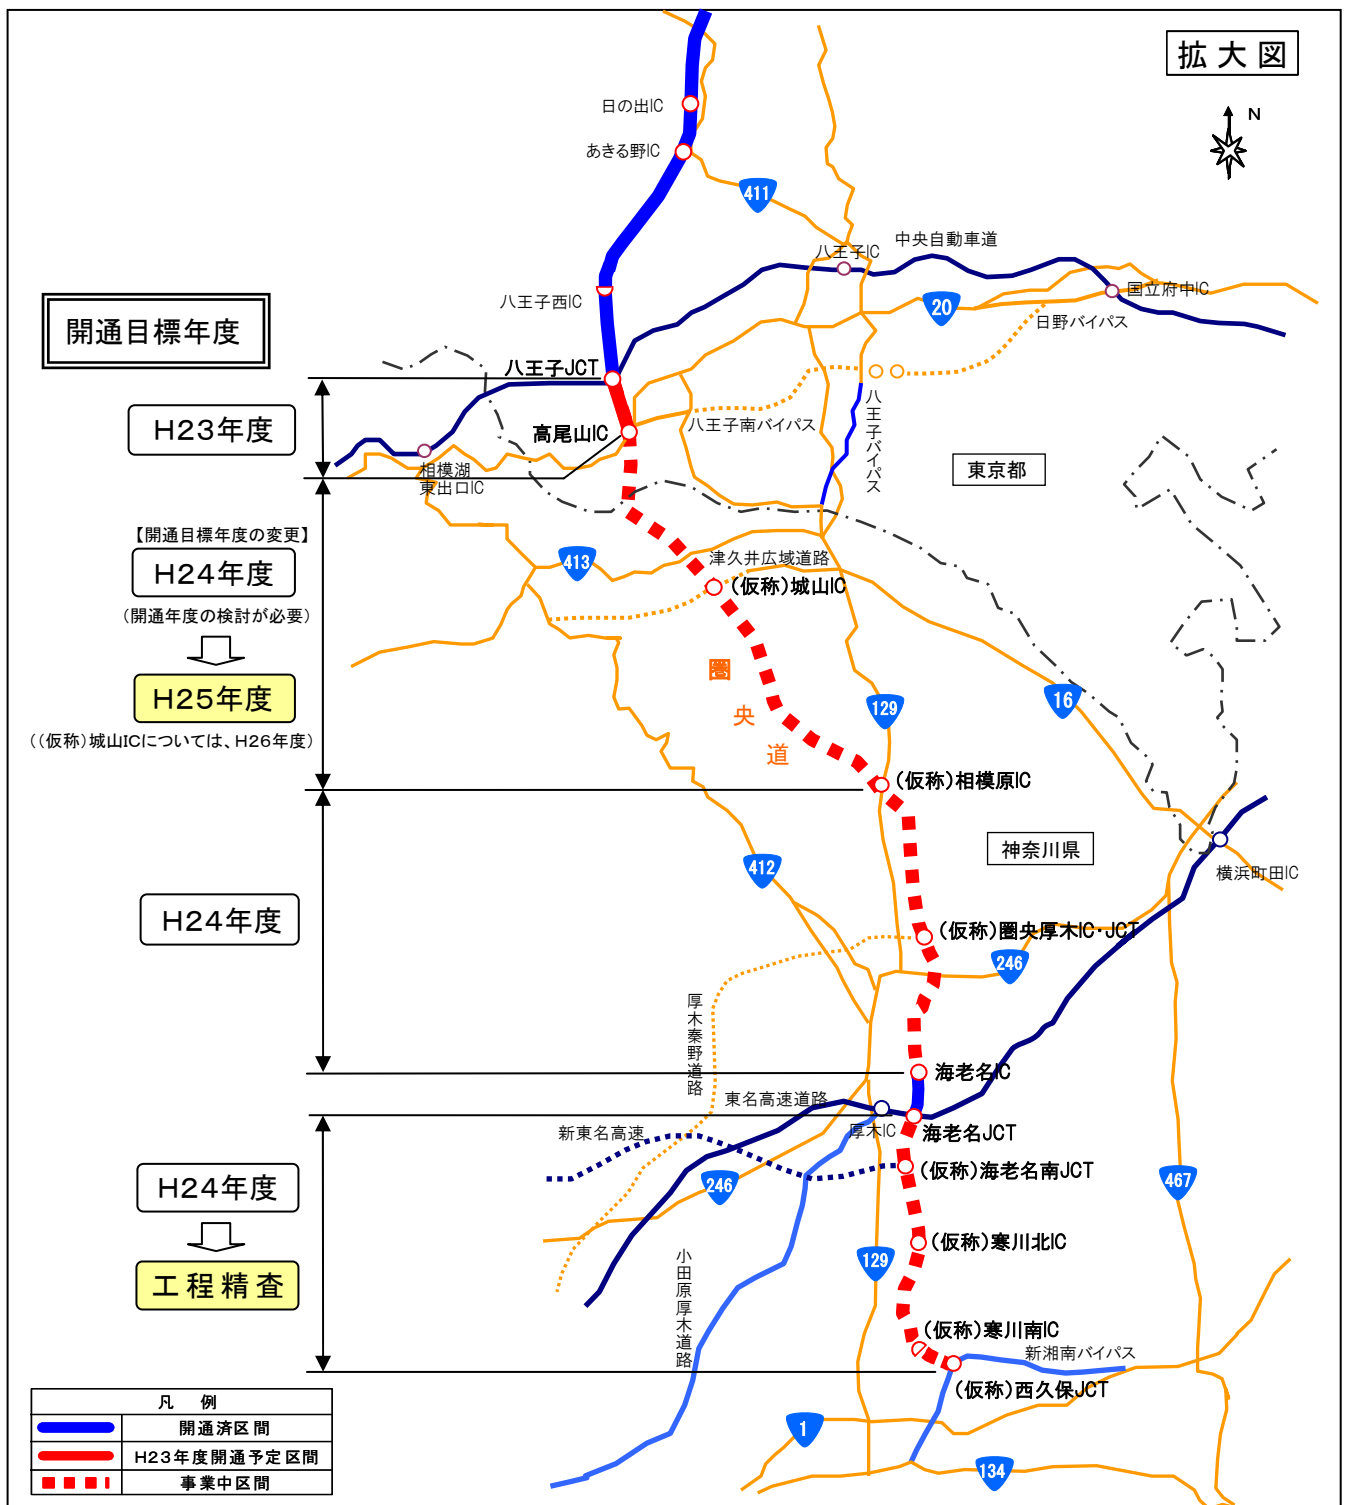 拡大図
N
日の出IC
あきる野IC
411
中央自動車道
八王子IC
国立府中IC
八王子西IC
20
日野バイパス
開通目標年度
八王子JCT
H23年度
高尾山IC
八王子南バイパス
八王子バイパス
相模湖
東出口IC
東京都
【開通目標年度の変更】
H24年度
(開通年度の検討が必要)
413
津久井広域道路
(仮称)城山IC
H25年度
((仮称)城山ICについては、H26年度)
圏央道
129
16
(仮称)相模原IC
神奈川県
横浜町田IC
412
H24年度
(仮称)圏央厚木IC・JCT
246
厚木秦野道路
海老名IC
東名高速道路
厚木IC
海老名JCT
新東名高速
(仮称)海老名南JCT
H24年度
246
467
(仮称)寒川北IC
129
小田原厚木道路
工程精査
(仮称)寒川南IC
新湘南バイパス
(仮称)西久保JCT
凡例
開通済区間
H23年度開通予定区間
事業中区間
1
134